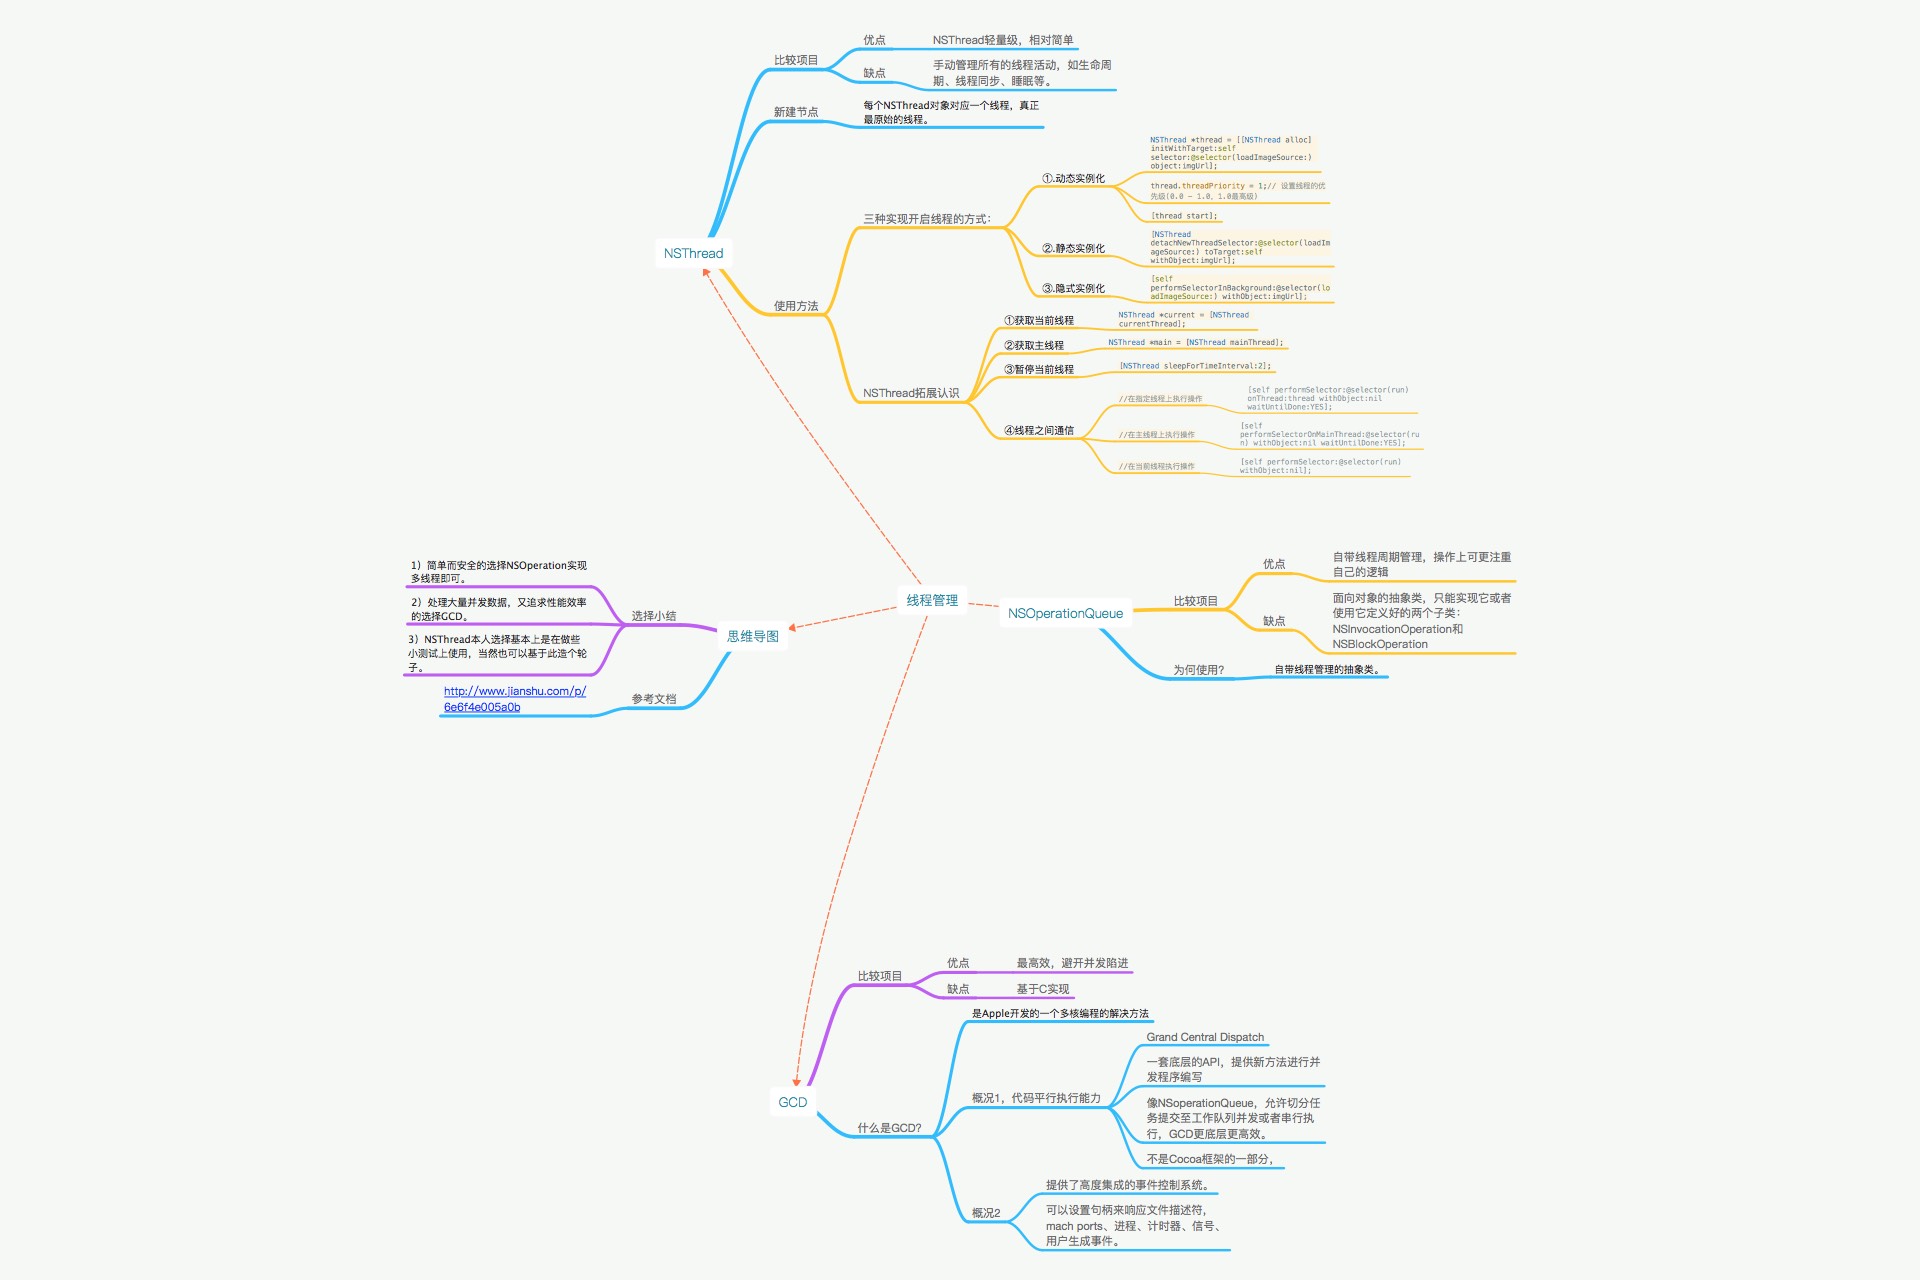 优点
NSThread轻量级，相对简单
比较项目
缺点
手动管理所有的线程活动，如生命周
期、线程同步、睡眠等。
新建节点
每个NSThread对象对应一个线程，真正
最原始的线程。
NSThread
使用方法
三种实现开启线程的方式：
①.动态实例化
NSThread *thread = [[NSThread alloc]
initWithTarget:self
selector:@selector(loadImageSource:)
object:imgUrl];
thread.threadPriority = 1;// 设置线程的优
先级(0.0 - 1.0，1.0最高级)
[thread start];
②.静态实例化
[NSThread
detachNewThreadSelector:@selector(loadIm
ageSource:) toTarget:self
withObject:imgUrl];
③.隐式实例化
[self
performSelectorInBackground:@selector(lo
adImageSource:) withObject:imgUrl];
NSThread拓展认识
①获取当前线程
NSThread *current = [NSThread
currentThread];
②获取主线程
NSThread *main = [NSThread mainThread];
③暂停当前线程
[NSThread sleepForTimeInterval:2];
④线程之间通信
//在指定线程上执行操作
[self performSelector:@selector(run)
onThread:thread withObject:nil
waitUntilDone:YES];
//在主线程上执行操作
[self
performSelectorOnMainThread:@selector(ru
n) withObject:nil waitUntilDone:YES];
//在当前线程执行操作
[self performSelector:@selector(run)
withObject:nil];
线程管理
思维导图
选择小结
1）简单而安全的选择NSOperation实现
多线程即可。
2）处理大量并发数据，又追求性能效率
的选择GCD。
3）NSThread本人选择基本上是在做些
小测试上使用，当然也可以基于此造个轮
子。
参考文档
http://www.jianshu.com/p/
6e6f4e005a0b
NSOperationQueue
比较项目
优点
自带线程周期管理，操作上可更注重
自己的逻辑
缺点
面向对象的抽象类，只能实现它或者
使用它定义好的两个子类：
NSInvocationOperation和
NSBlockOperation
为何使用？
自带线程管理的抽象类。
GCD
比较项目
优点
最高效，避开并发陷进
缺点
基于C实现
什么是GCD？
是Apple开发的一个多核编程的解决方法
概况1，代码平行执行能力
Grand Central Dispatch
一套底层的API，提供新方法进行并
发程序编写
像NSoperationQueue，允许切分任
务提交至工作队列并发或者串行执
行，GCD更底层更高效。
不是Cocoa框架的一部分，
概况2
提供了高度集成的事件控制系统。
可以设置句柄来响应文件描述符，
mach ports、进程、计时器、信号、
用户生成事件。